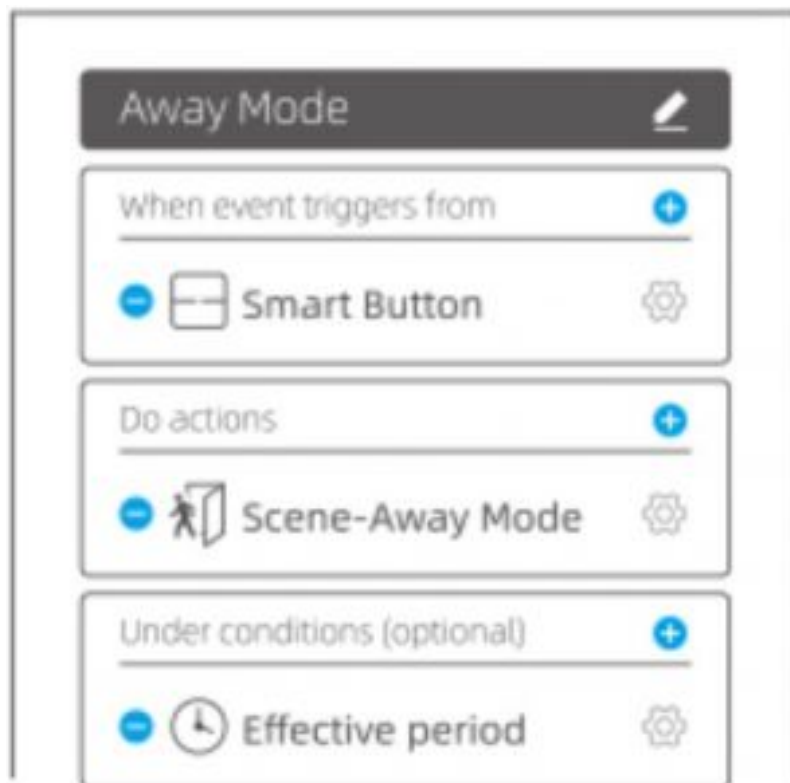 Away Mode
When event triggers from
Smart Button
Do actions
Scene-Away Mode
Under conditions (optional)
Effective period